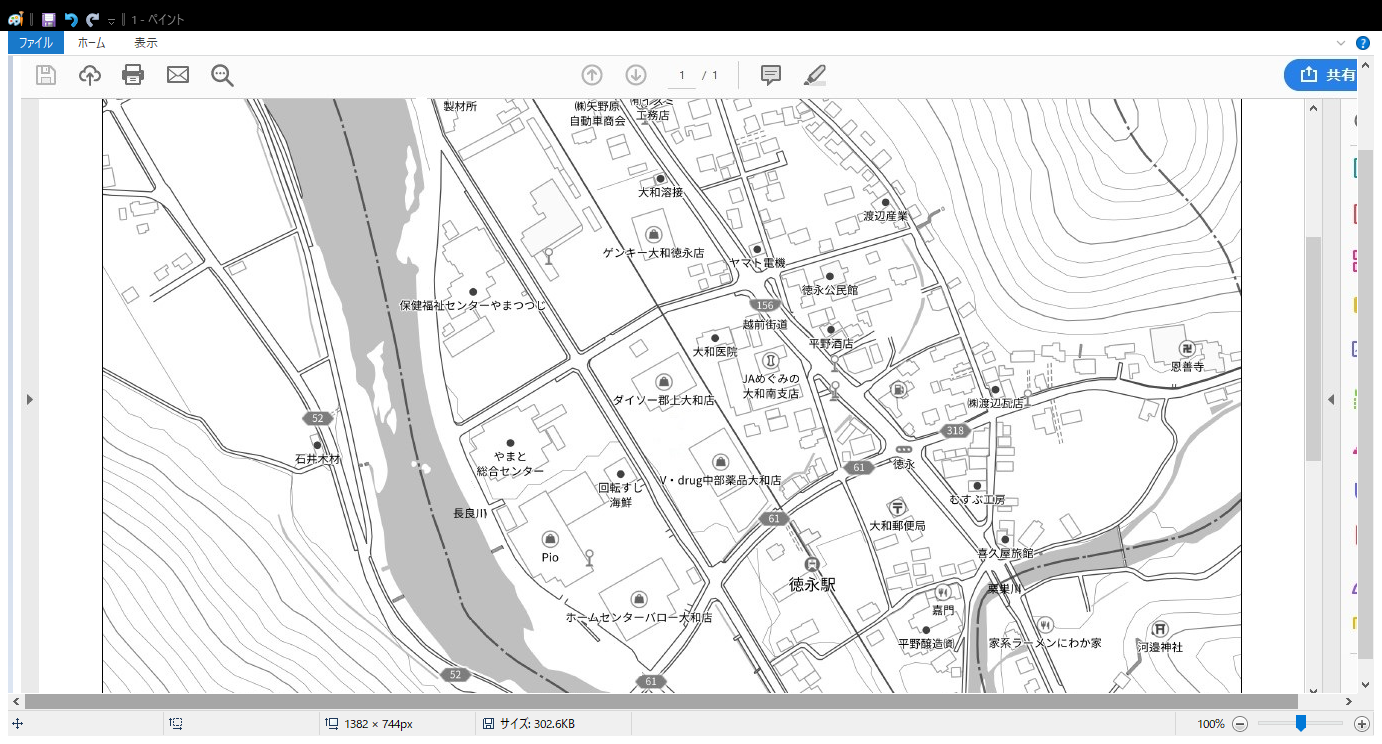 1 - ペイント
ファイル ホーム 表示
1 / 1
共有
製材所
㈱矢野原
自動車商会
工務店
大和溶接
渡辺産業
ゲンキー大和徳永店
ヤマト電機
徳永公民館
保健福祉センターやまつつじ
156
越前街道
平野酒店
大和医院
恩善寺
JAめぐみの
大和南支店
ダイソー郡上大和店
㈱渡辺瓦店
52
318
石井木材
やまと
総合センター
徳永
61
V・drug中部薬品大和店
回転すし
海鮮
むすぶ工房
長良川
61
大和郵便局
Pio
喜久屋旅館
徳永駅
栗巣川
嘉門
ホームセンターバロー大和店
平野醸造㈾
家系ラーメンにわか家
河邉神社
52
61
1382 × 744px
サイズ: 302.6KB
100%